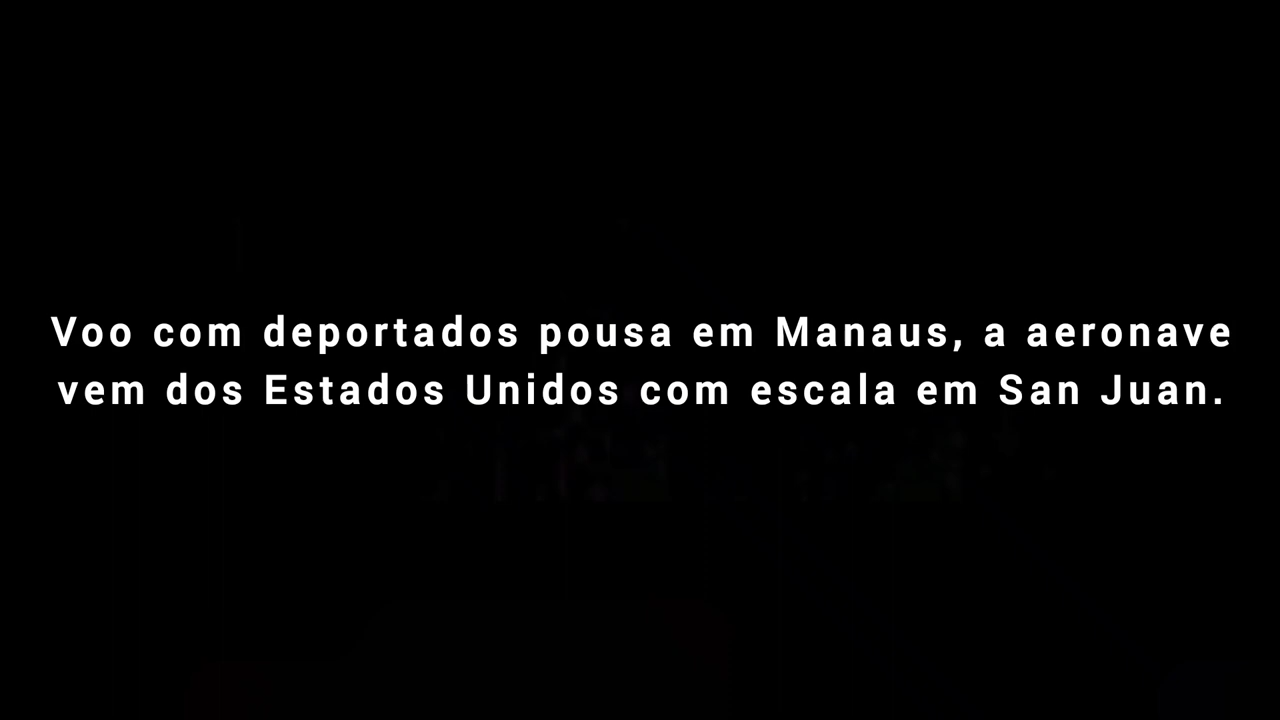 Voo com deportados pousa em Manaus, a aeronave
vem dos Estados Unidos com escala em San Juan.